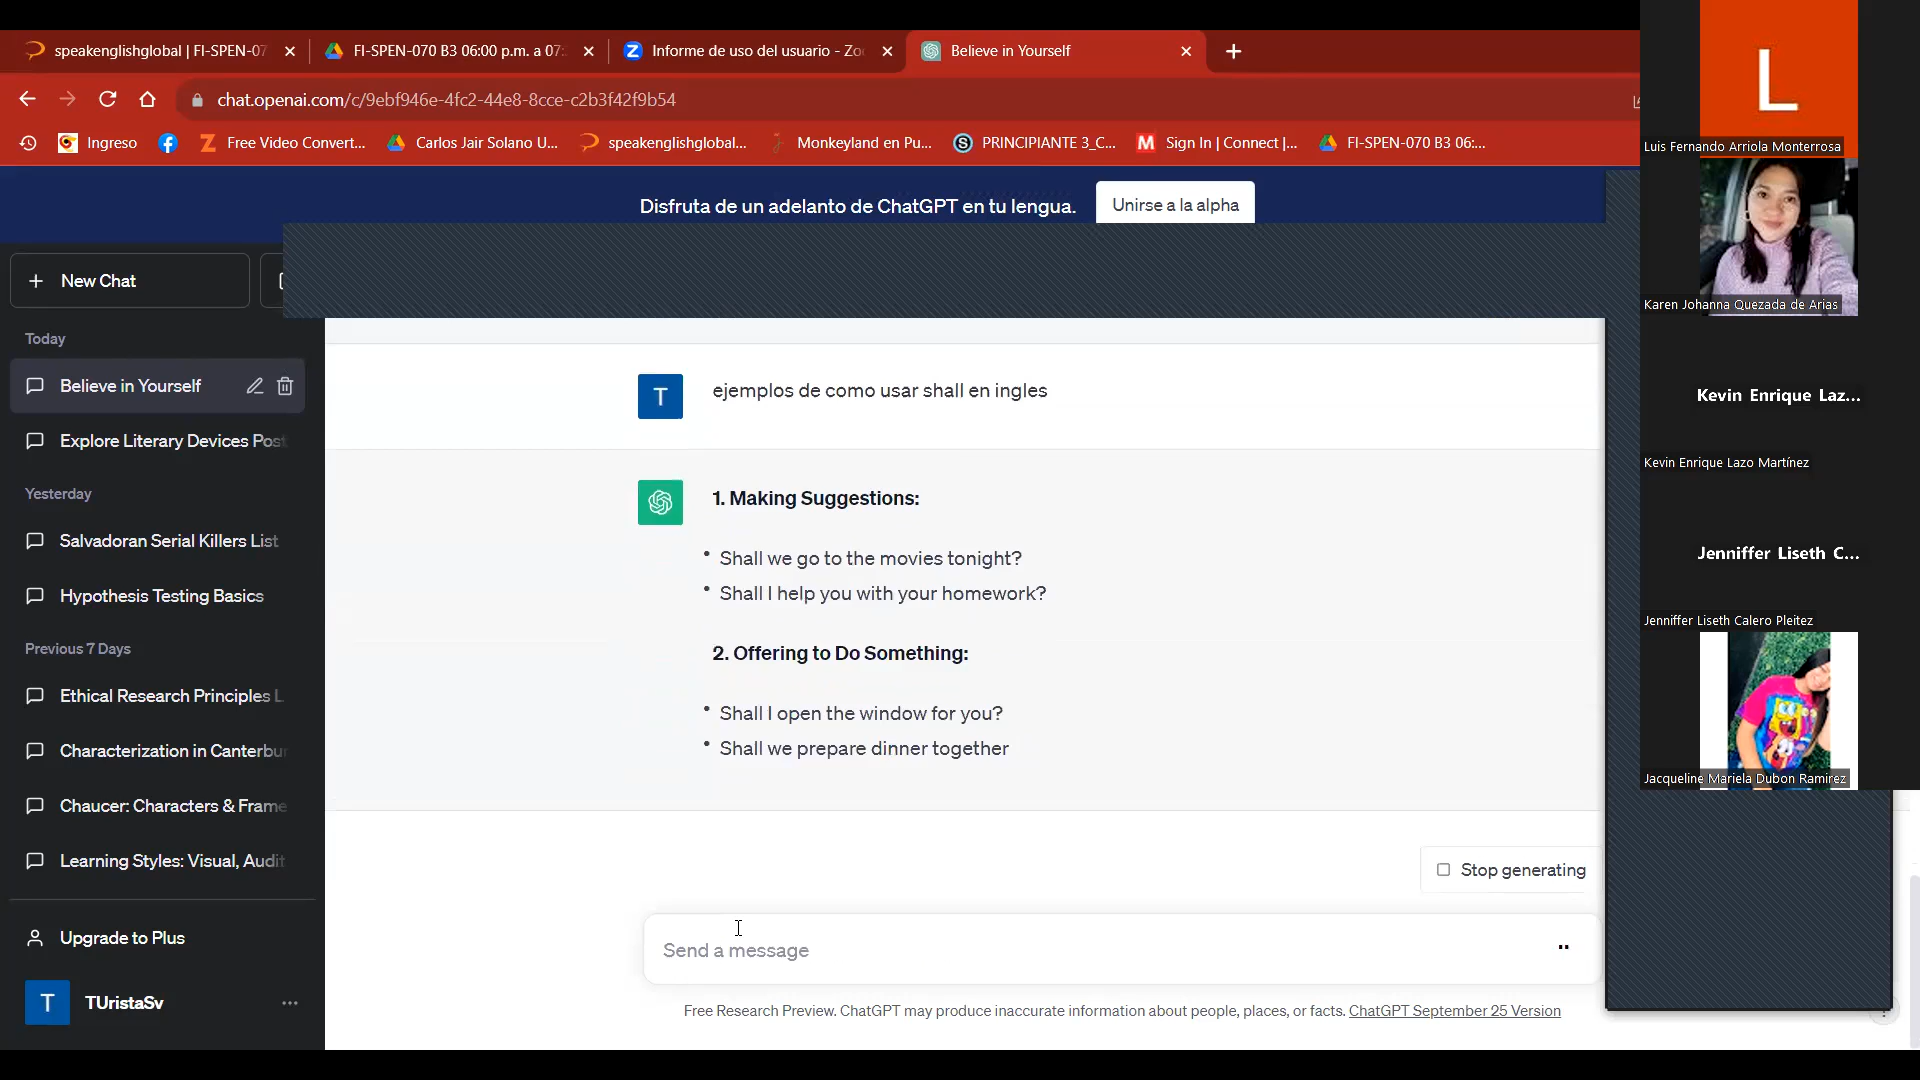 speakenglishglobal | FI-SPEN-07
FI-SPEN-070 B3 06:00 p.m. a 07:
Informe de uso del usuario - Zo
Believe in Yourself
chat.openai.com/c/9ebf946e-4fc2-44e8-8cce-c2b3f42f9b54
Ingreso
Free Video Convert...
Carlos Jair Solano U...
speakenglishglobal...
Monkeyland en Pu...
PRINCIPIANTE 3_C...
Sign In | Connect |...
FI-SPEN-070 B3 06:...
Disfruta de un adelanto de ChatGPT en tu lengua.
Unirse a la alpha
New Chat
Today
Believe in Yourself
Explore Literary Devices Post
Yesterday
Salvadoran Serial Killers List
Hypothesis Testing Basics
Previous 7 Days
Ethical Research Principles L
Characterization in Canterbur
Chaucer: Characters & Frame
Learning Styles: Visual, Audit
Upgrade to Plus
T
TUristaSv
T
ejemplos de como usar shall en ingles
1. Making Suggestions:
• Shall we go to the movies tonight?
• Shall I help you with your homework?
2. Offering to Do Something:
• Shall I open the window for you?
• Shall we prepare dinner together
Stop generating
Send a message
Free Research Preview. ChatGPT may produce inaccurate information about people, places, or facts. ChatGPT September 25 Version
L
Luis Fernando Arriola Monterrosa
Karen Johanna Quezada de Arias
Kevin Enrique Laz...
Kevin Enrique Lazo Martínez
Jenniffer Liseth C...
Jenniffer Liseth Calero Pleitez
Jacqueline Mariela Dubon Ramirez